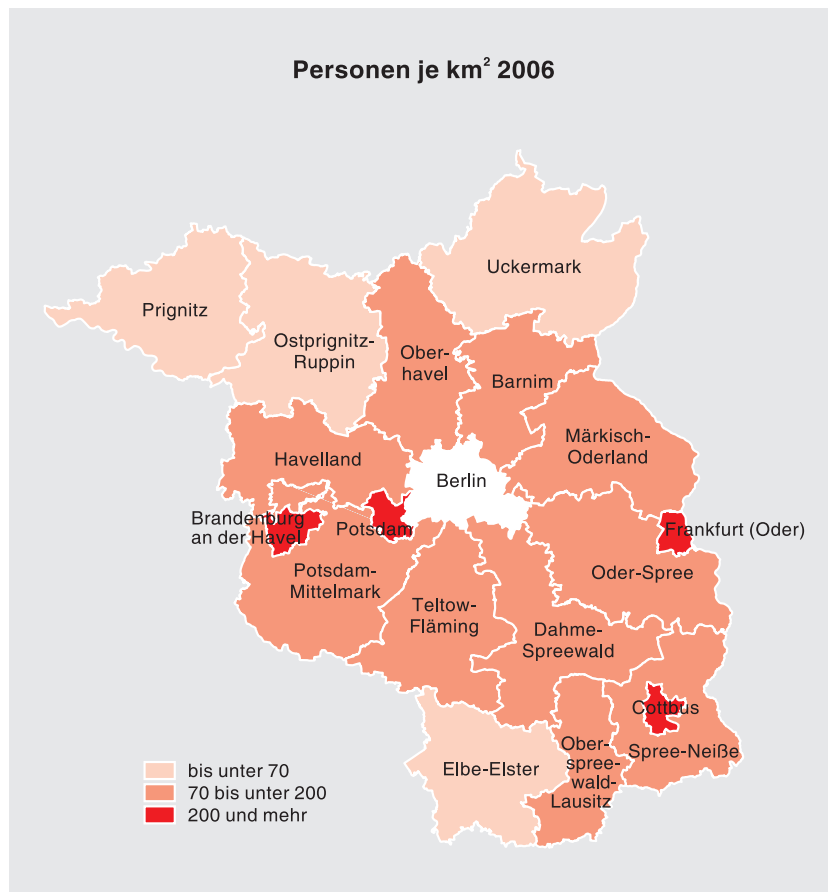 Personen je km² 2006
Uckermark
Prignitz
Ostprignitz-
Ruppin
Ober-
havel
Barnim
Märkisch-
Oderland
Havelland
Berlin
Brandenburg
an der Havel
Potsdam
Frankfurt (Oder)
Potsdam-
Mittelmark
Oder-Spree
Teltow-
Fläming
Dahme-
Spreewald
Cottbus
Spree-Neiße
Elbe-Elster
Ober-
spree-
wald-
Lausitz
bis unter 70
70 bis unter 200
200 und mehr